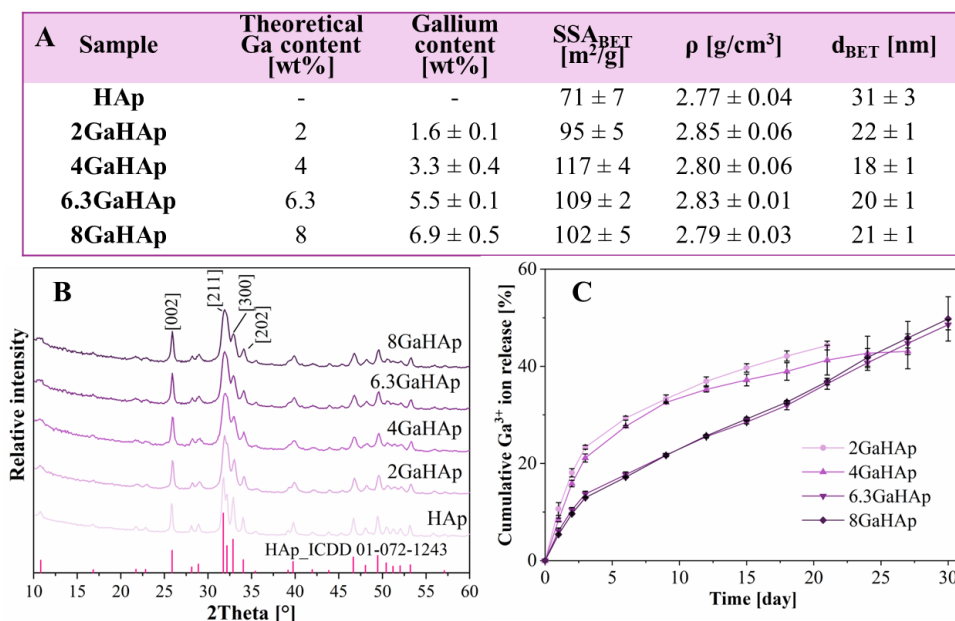 A
Sample
Theoretical
Ga content
[wt%]
Gallium
content
[wt%]
SSA_BET
[m²/g]
ρ [g/cm³]
d_BET [nm]
HAp - - 71 ± 7 2.77 ± 0.04 31 ± 3
2GaHAp 2 1.6 ± 0.1 95 ± 5 2.85 ± 0.06 22 ± 1
4GaHAp 4 3.3 ± 0.4 117 ± 4 2.80 ± 0.06 18 ± 1
6.3GaHAp 6.3 5.5 ± 0.1 109 ± 2 2.83 ± 0.01 20 ± 1
8GaHAp 8 6.9 ± 0.5 102 ± 5 2.79 ± 0.03 21 ± 1
B
[002]
[211]
[300]
[202]
8GaHAp
6.3GaHAp
4GaHAp
2GaHAp
HAp
HAp_ICDD 01-072-1243
Relative intensity
10 15 20 25 30 35 40 45 50 55 60
2Theta [°]
C
Cumulative Ga³⁺ ion release [%]
60
40
20
0
2GaHAp
4GaHAp
6.3GaHAp
8GaHAp
0 5 10 15 20 25 30
Time [day]